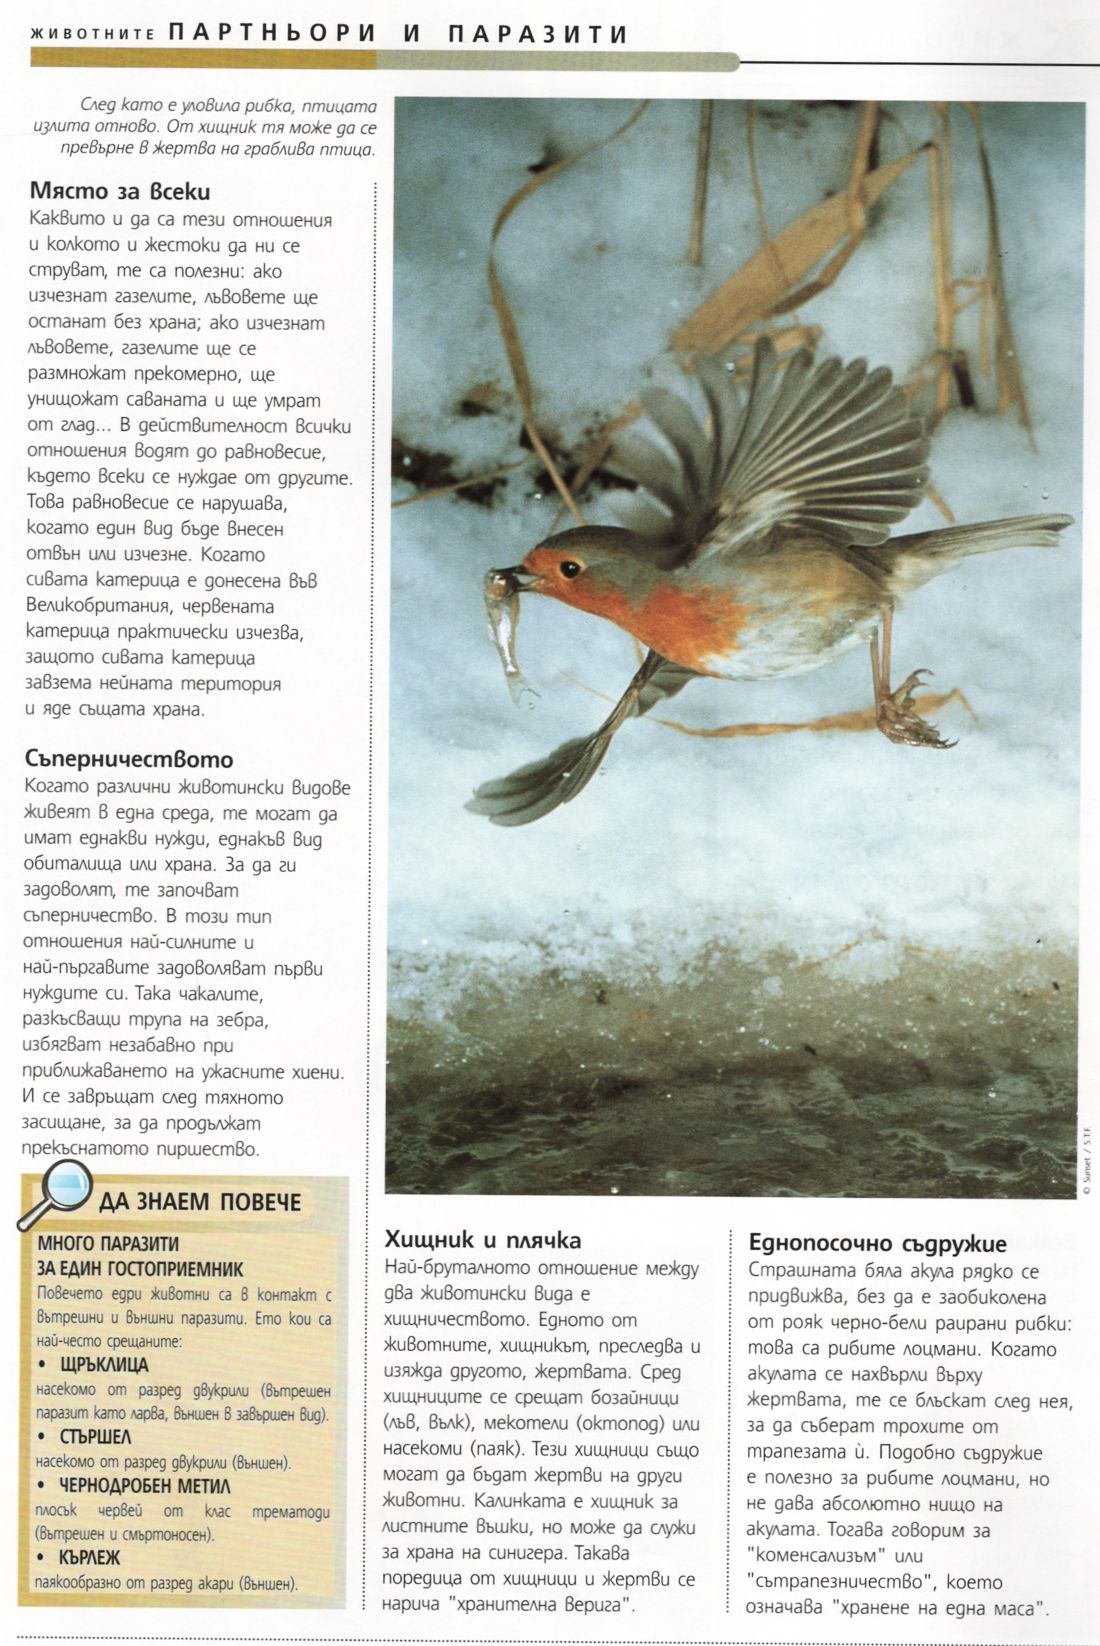 ЖИВОТНИТЕ ПАРТНЬОРИ И ПАРАЗИТИ
След като е уловила рибка, птицата
излита отново. От хищник тя може да се
превърне в жертва на граблива птица.
Място за всеки
Каквито и да са тези отношения
и колкото и жестоки да ни се
струват, те са полезни: ако
изчезнат газелите, лъвовете ще
останат без храна; ако изчезнат
лъвовете, газелите ще се
размножат прекомерно, ще
унищожат саваната и ще умрат
от глад... В действителност всички
отношения водят до равновесие,
където всеки се нуждае от другите.
Това равновесие се нарушава,
когато един вид бъде внесен
отвън или изчезне. Когато
сивата катерица е донесена във
Великобритания, червената
катерица практически изчезва,
защото сивата катерица
завзема нейната територия
и яде същата храна.
Съперничеството
Когато различни животински видове
живеят в една среда, те могат да
имат еднакви нужди, еднакъв вид
обиталища или храна. За да ги
задоволят, те започват
съперничество. В този тип
отношения най-силните и
най-пъргавите задоволяват първи
нуждите си. Така чакалите,
разкъсващи трупа на зебра,
избягват незабавно при
приближаването на ужасните хиени.
И се завръщат след тяхното
засищане, за да продължат
прекъснатото пиршество.
ДА ЗНАЕМ ПОВЕЧЕ
МНОГО ПАРАЗИТИ
ЗА ЕДИН ГОСТОПРИЕМНИК
Повечето едри животни са в контакт с
вътрешни и външни паразити. Ето кои са
най-често срещаните:
• ЩРЪКЛИЦА
насекомо от разред двукрили (вътрешен
паразит като ларва, външен в завършен вид).
• СТЪРШЕЛ
насекомо от разред двукрили (външен).
• ЧЕРНОДРОБЕН МЕТИЛ
плосък червей от клас трематоди
(вътрешен и смъртоносен).
• КЪРЛЕЖ
паякообразно от разред акари (външен).
© Sunset / S.T.F.
Хищник и плячка
Най-бруталното отношение между
два животински вида е
хищничеството. Едното от
животните, хищникът, преследва и
изяжда другото, жертвата. Сред
хищниците се срещат бозайници
(лъв, вълк), мекотели (октопод) или
насекоми (паяк). Тези хищници също
могат да бъдат жертви на други
животни. Калинката е хищник за
листните въшки, но може да служи
за храна на синигера. Такава
поредица от хищници и жертви се
нарича "хранителна верига".
Еднопосочно съдружие
Страшната бяла акула рядко се
придвижва, без да е заобиколена
от рояк черно-бели раирани рибки:
това са рибите лоцмани. Когато
акулата се нахвърли върху
жертвата, те се блъскат след нея,
за да съберат трохите от
трапезата ѝ. Подобно съдружие
е полезно за рибите лоцмани, но
не дава абсолютно нищо на
акулата. Тогава говорим за
"коменсализъм" или
"сътрапезничество", което
означава "хранене на една маса".